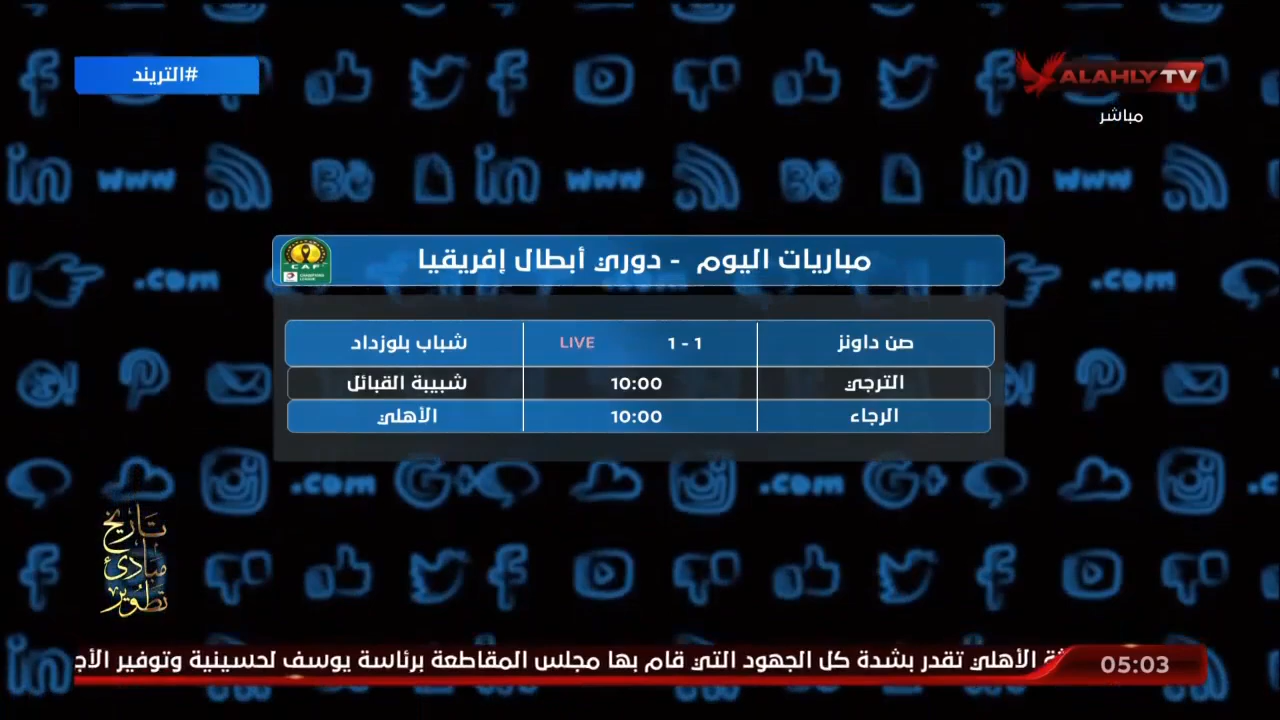 #التريند
ALAHLY TV
مباشر
مباريات اليوم - دوري أبطال إفريقيا
CAF
صن داونز 1 - 1 LIVE شباب بلوزداد
الترجي 10:00 شبيبة القبائل
الرجاء 10:00 الأهلي
تاريخ
مبادئ
تطوير
الأهلي تقدر بشدة كل الجهود التي قام بها مجلس المقاطعة برئاسة يوسف لحسينية وتوفير
05:03